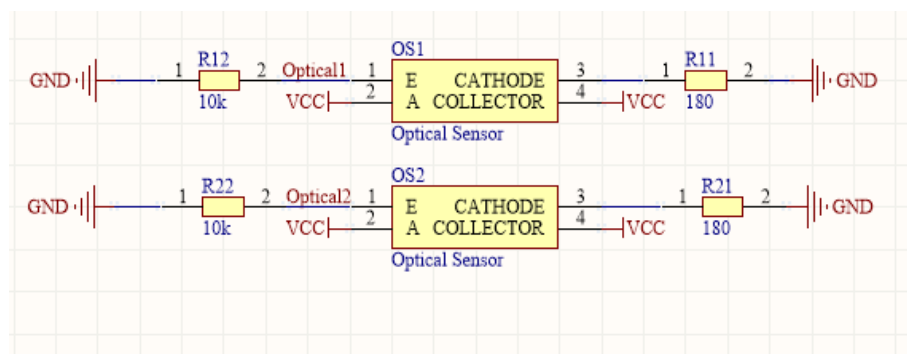 OS1
R12 R11
GND 1 2 Optical1 1 E CATHODE 3 1 2 GND
10k VCC 2 A COLLECTOR 4 VCC 180
Optical Sensor
OS2
R22 R21
GND 1 2 Optical2 1 E CATHODE 3 1 2 GND
10k VCC 2 A COLLECTOR 4 VCC 180
Optical Sensor